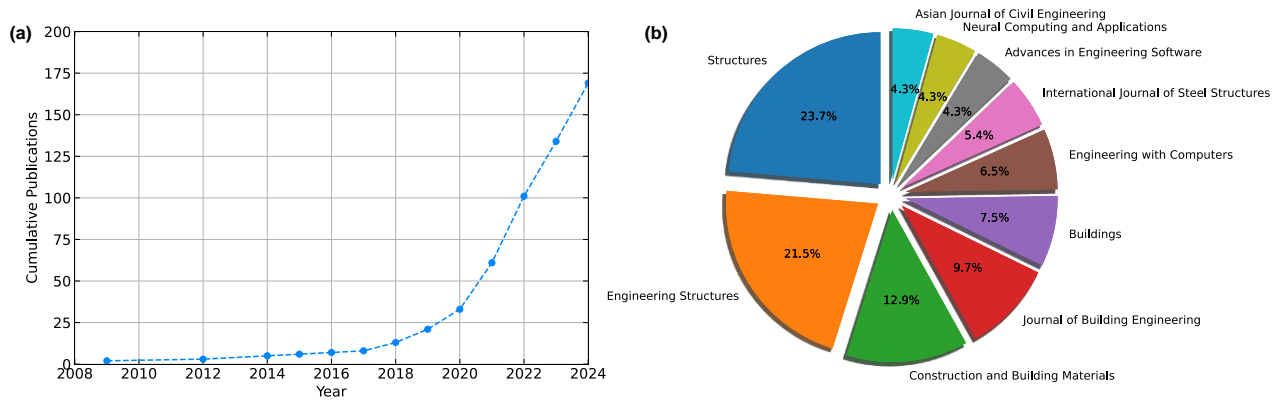 (a)
200
175
150
125
100
75
50
25
0
Cumulative Publications
2008 2010 2012 2014 2016 2018 2020 2022 2024
Year
(b)
Asian Journal of Civil Engineering
Neural Computing and Applications
Advances in Engineering Software
International Journal of Steel Structures
Engineering with Computers
Buildings
Journal of Building Engineering
Construction and Building Materials
Engineering Structures
Structures
4.3%
4.3%
4.3%
5.4%
6.5%
7.5%
9.7%
12.9%
21.5%
23.7%